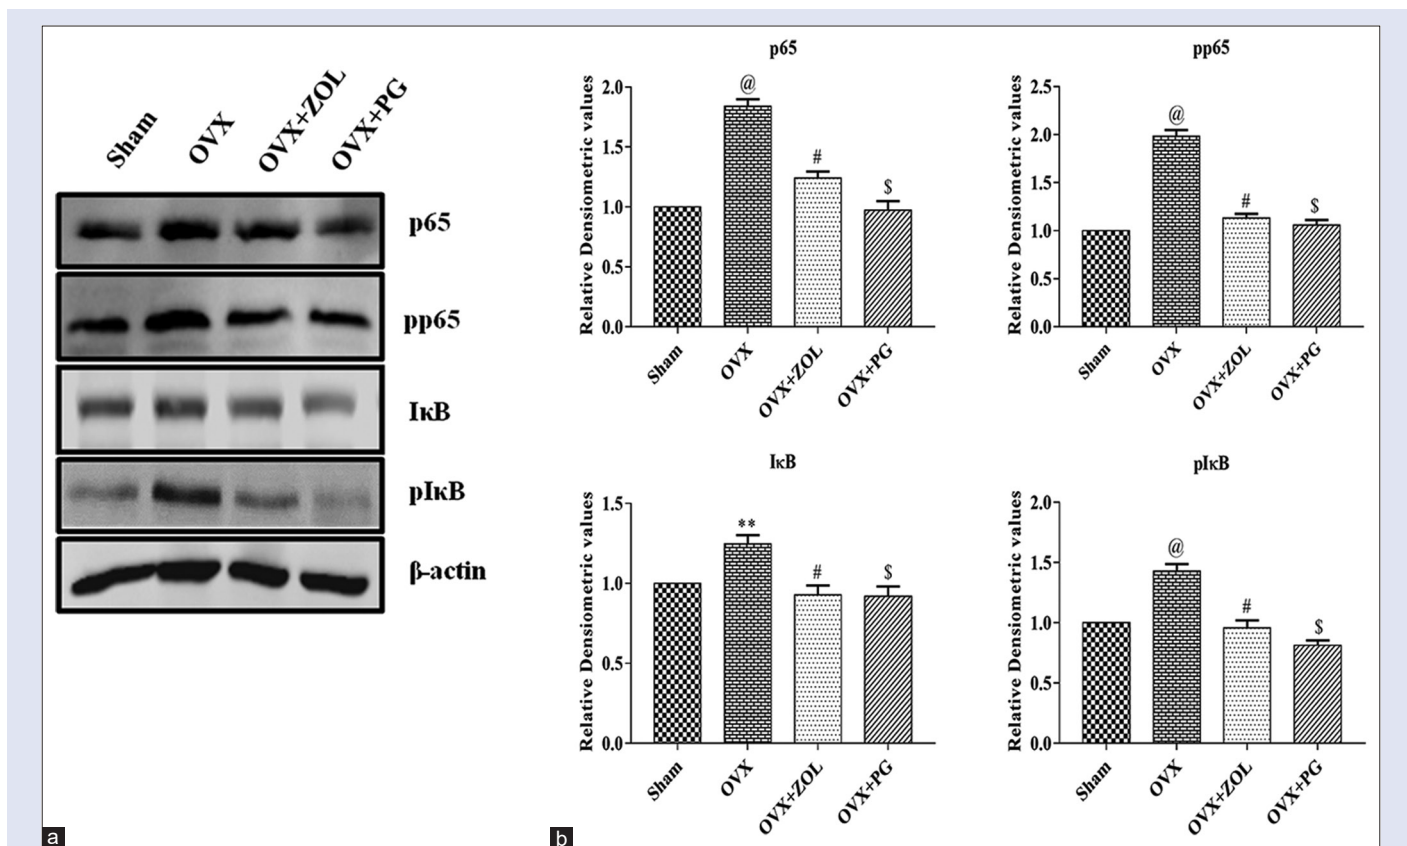 Sham
OVX
OVX+ZOL
OVX+PG
p65
pp65
IκB
pIκB
β-actin
a
p65
Relative Densiometric values
2.0
1.5
1.0
0.5
0.0
@
#
$
Sham
OVX
OVX+ZOL
OVX+PG
pp65
Relative Densiometric values
2.5
2.0
1.5
1.0
0.5
0.0
@
#
$
Sham
OVX
OVX+ZOL
OVX+PG
IκB
Relative Densiometric values
1.5
1.0
0.5
0.0
**
#
$
Sham
OVX
OVX+ZOL
OVX+PG
pIκB
Relative Densiometric values
2.0
1.5
1.0
0.5
0.0
@
#
$
Sham
OVX
OVX+ZOL
OVX+PG
b